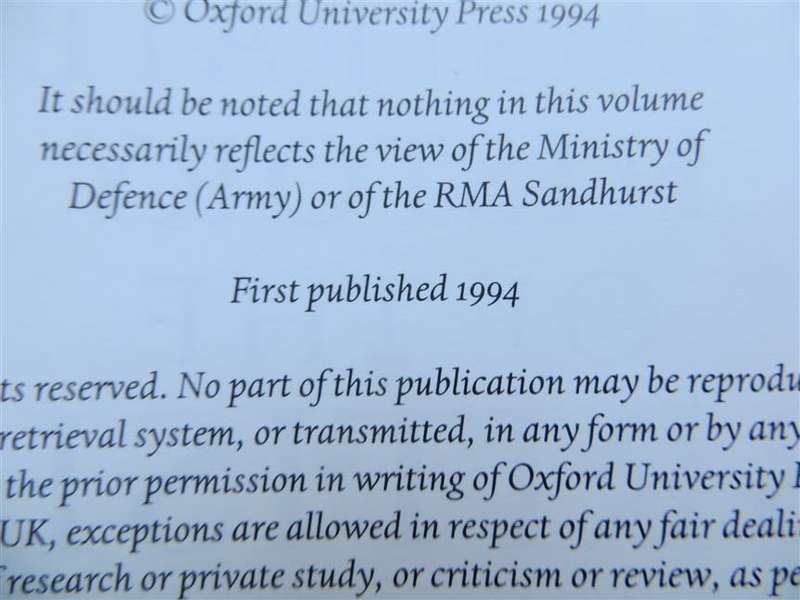 © Oxford University Press 1994
It should be noted that nothing in this volume
necessarily reflects the view of the Ministry of
Defence (Army) or of the RMA Sandhurst
First published 1994
ts reserved. No part of this publication may be reprodu
retrieval system, or transmitted, in any form or by any
the prior permission in writing of Oxford University
UK, exceptions are allowed in respect of any fair deali
research or private study, or criticism or review, as pe